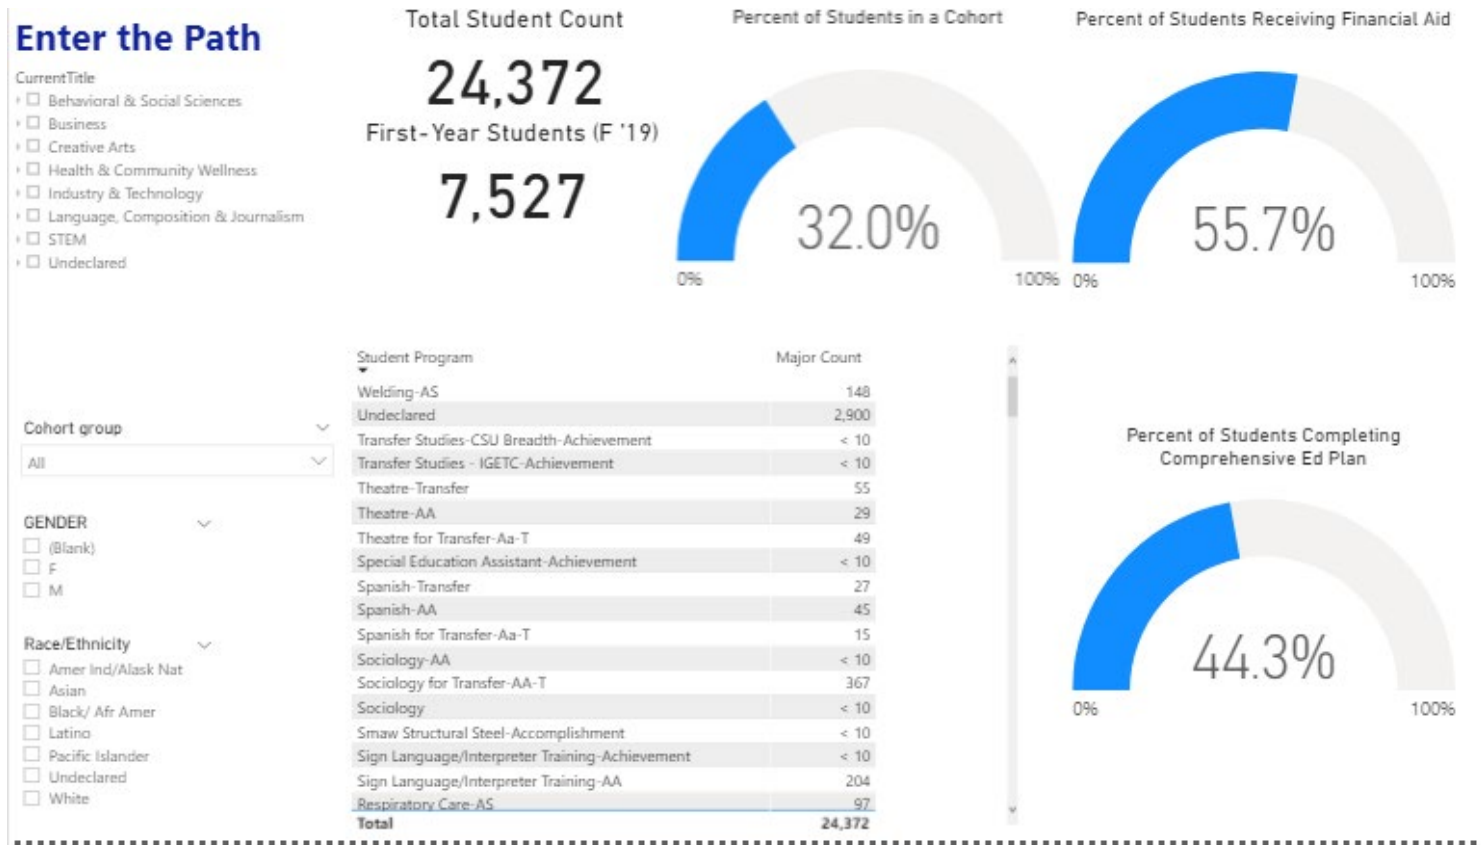 Enter the Path
CurrentTitle
Behavioral & Social Sciences
Business
Creative Arts
Health & Community Wellness
Industry & Technology
Language, Composition & Journalism
STEM
Undeclared
Total Student Count
24,372
First-Year Students (F '19)
7,527
Percent of Students in a Cohort
32.0%
0% 100%
Percent of Students Receiving Financial Aid
55.7%
0% 100%
Cohort group
All
GENDER
(Blank)
F
M
Race/Ethnicity
Amer Ind/Alask Nat
Asian
Black/ Afr Amer
Latino
Pacific Islander
Undeclared
White
Student Program Major Count
Welding-AS 148
Undeclared 2,900
Transfer Studies-CSU Breadth-Achievement < 10
Transfer Studies - IGETC-Achievement < 10
Theatre-Transfer 55
Theatre-AA 29
Theatre for Transfer-Aa-T 49
Special Education Assistant-Achievement < 10
Spanish-Transfer 27
Spanish-AA 45
Spanish for Transfer-Aa-T 15
Sociology-AA < 10
Sociology for Transfer-AA-T 367
Sociology < 10
Smaw Structural Steel-Accomplishment < 10
Sign Language/Interpreter Training-Achievement < 10
Sign Language/Interpreter Training-AA 204
Respiratory Care-AS 97
Total 24,372
Percent of Students Completing
Comprehensive Ed Plan
44.3%
0% 100%